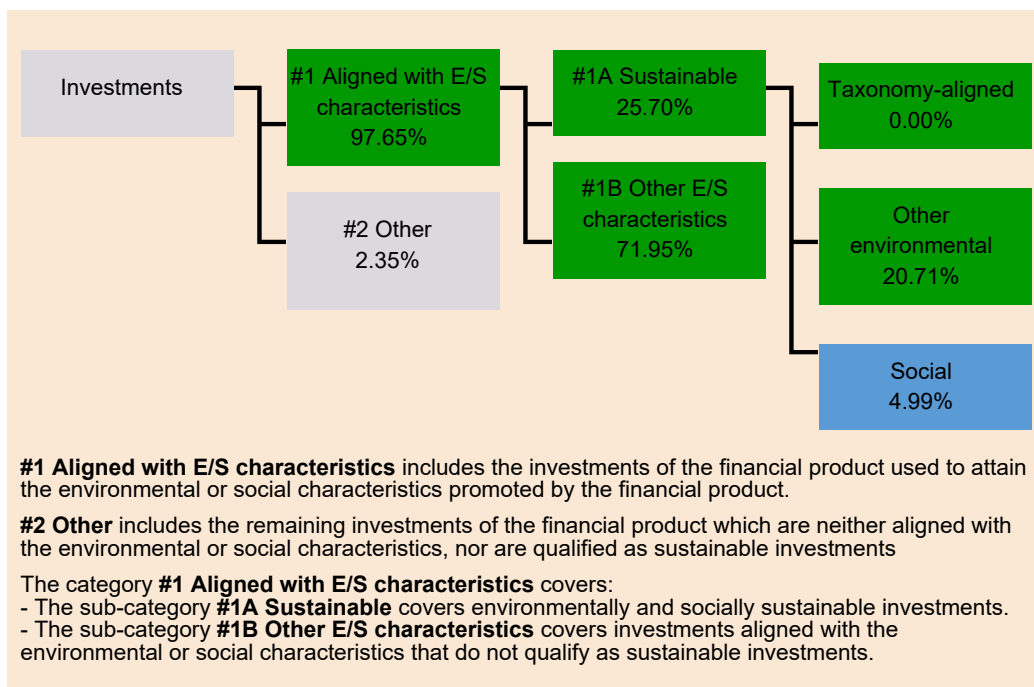 Investments
#1 Aligned with E/S
characteristics
97.65%
#2 Other
2.35%
#1A Sustainable
25.70%
#1B Other E/S
characteristics
71.95%
Taxonomy-aligned
0.00%
Other
environmental
20.71%
Social
4.99%
#1 Aligned with E/S characteristics includes the investments of the financial product used to attain
the environmental or social characteristics promoted by the financial product.
#2 Other includes the remaining investments of the financial product which are neither aligned with
the environmental or social characteristics, nor are qualified as sustainable investments
The category #1 Aligned with E/S characteristics covers:
- The sub-category #1A Sustainable covers environmentally and socially sustainable investments.
- The sub-category #1B Other E/S characteristics covers investments aligned with the
environmental or social characteristics that do not qualify as sustainable investments.